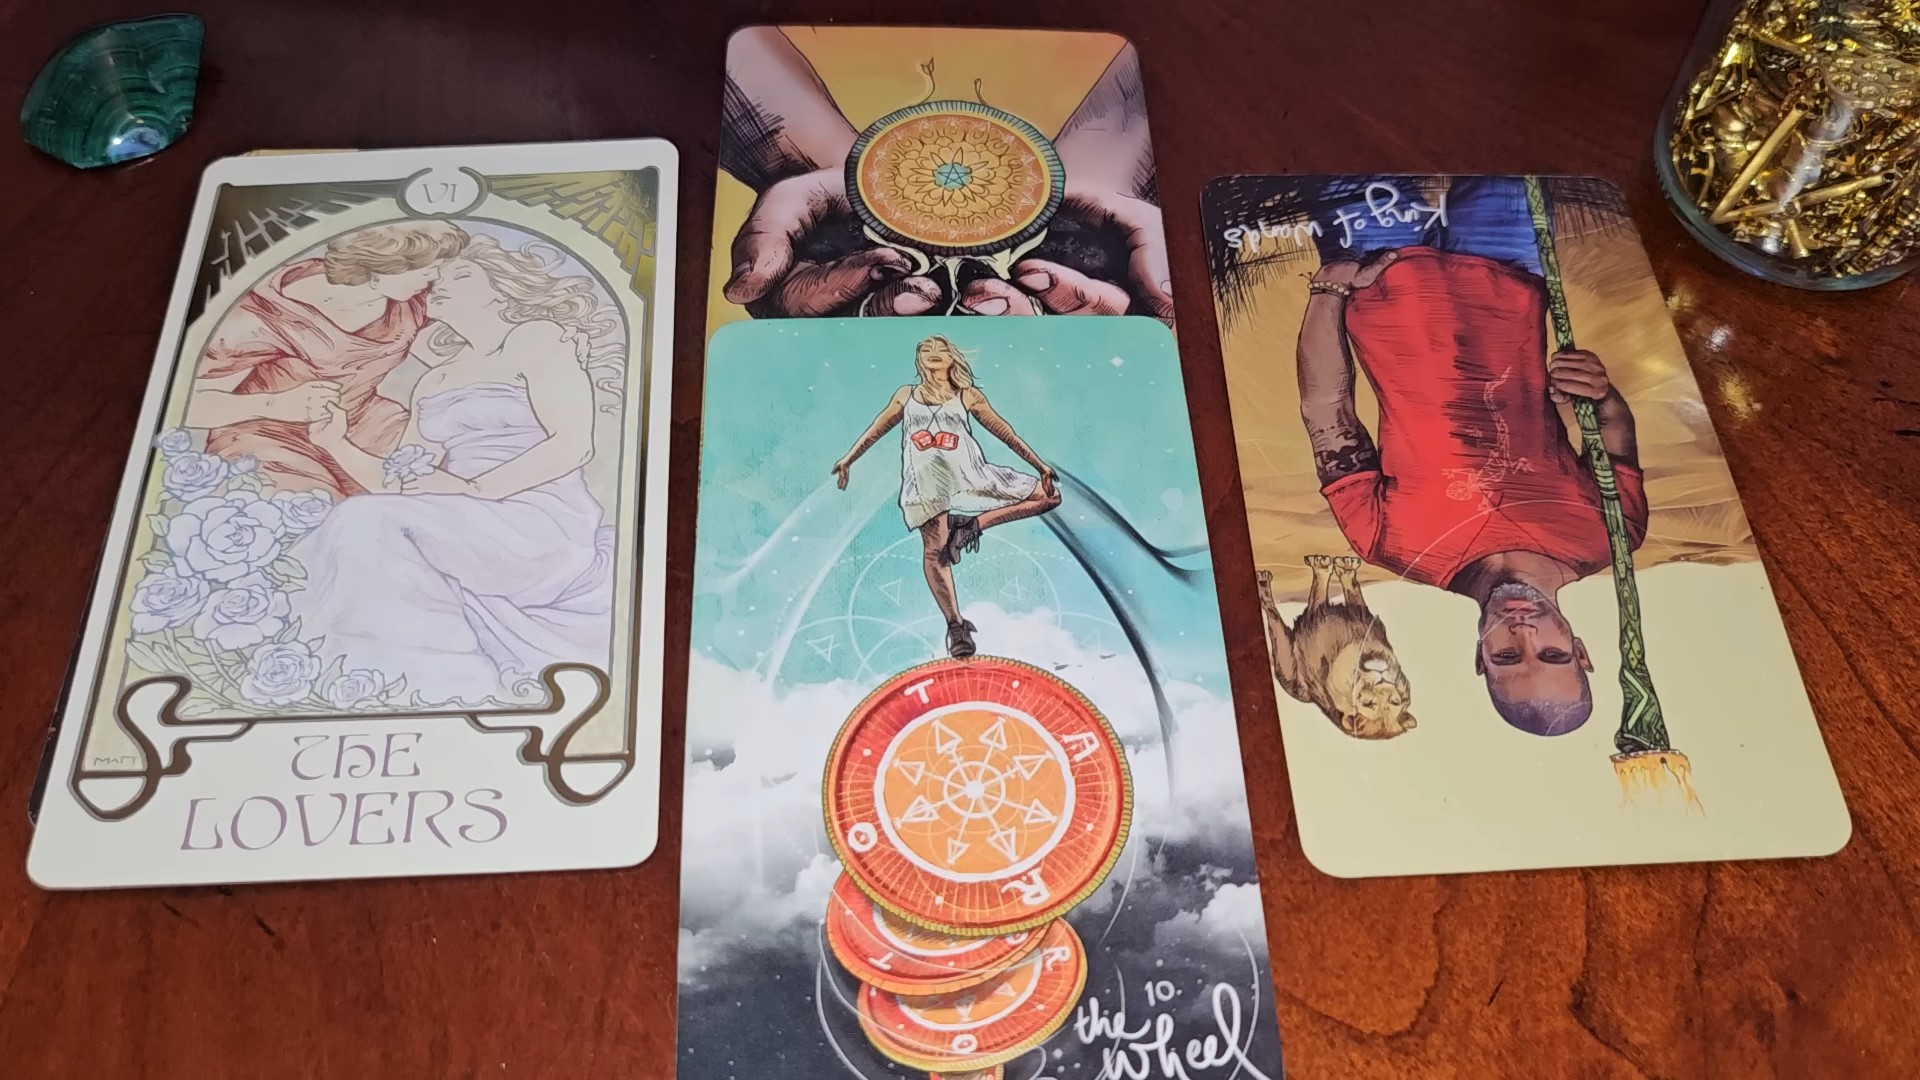 VI
MATT
THE
LOVERS
T
A
R
O
T
R
O
T
O
10.
the
wheel
King of Wands